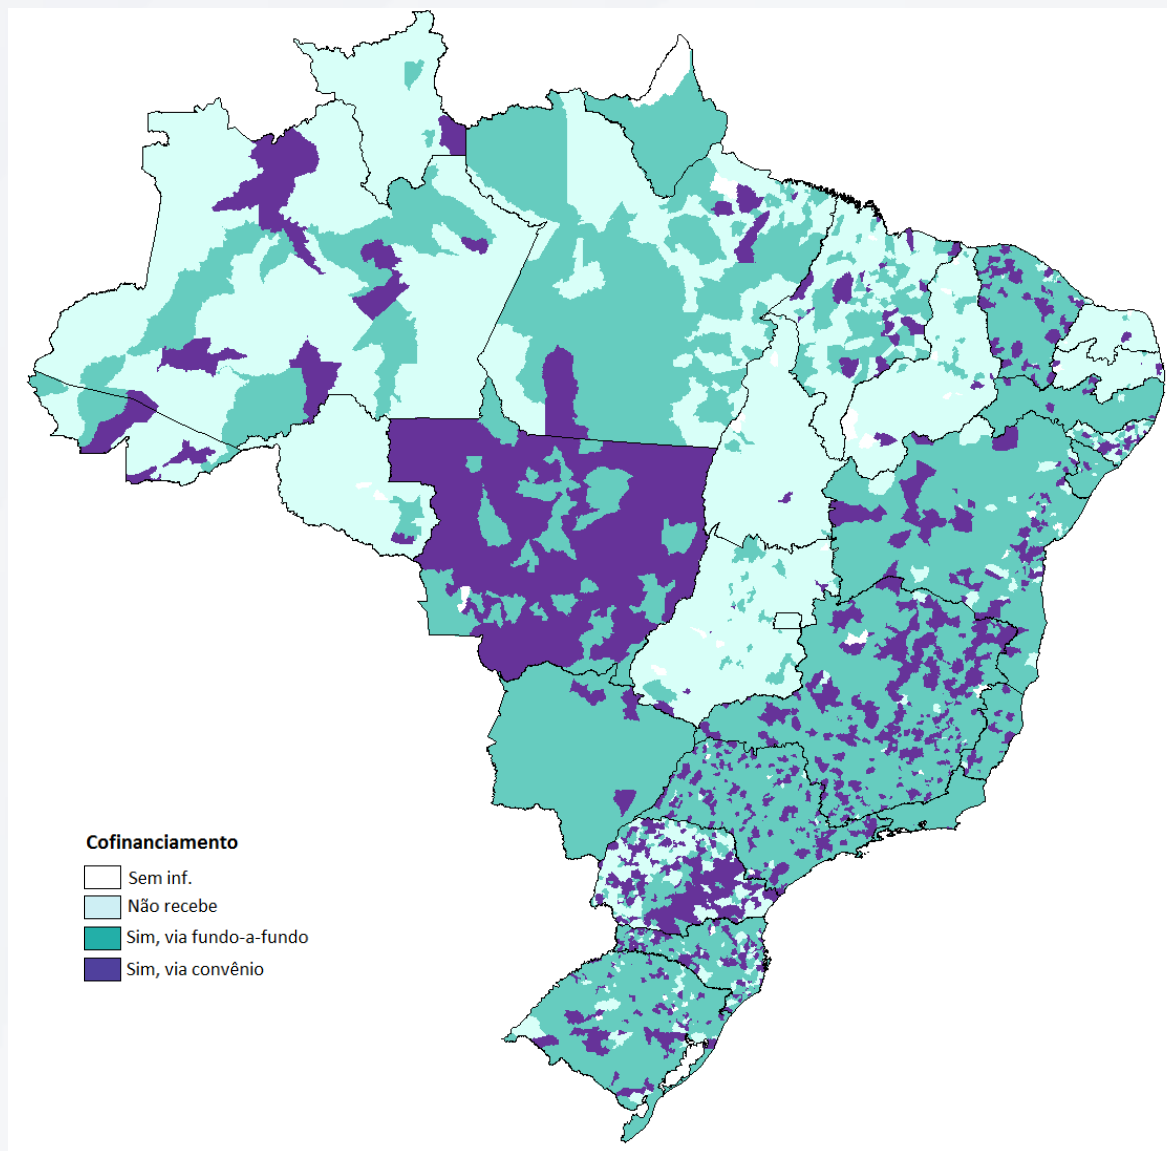 Cofinanciamento
Sem inf.
Não recebe
Sim, via fundo-a-fundo
Sim, via convênio